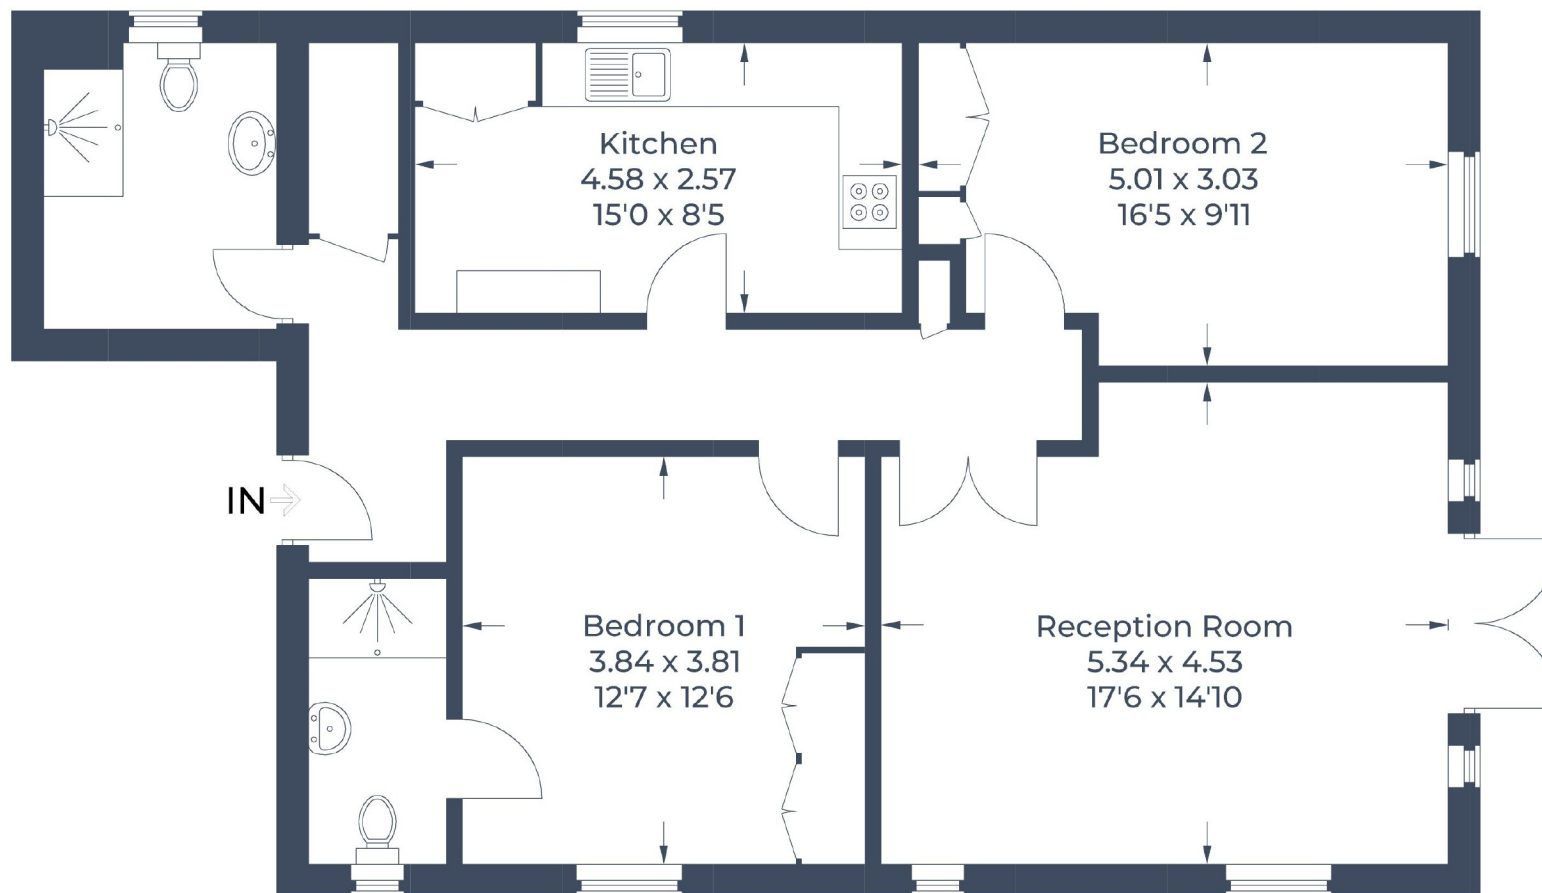 Kitchen
4.58 x 2.57
15'0 x 8'5
Bedroom 2
5.01 x 3.03
16'5 x 9'11
IN
Bedroom 1
3.84 x 3.81
12'7 x 12'6
Reception Room
5.34 x 4.53
17'6 x 14'10